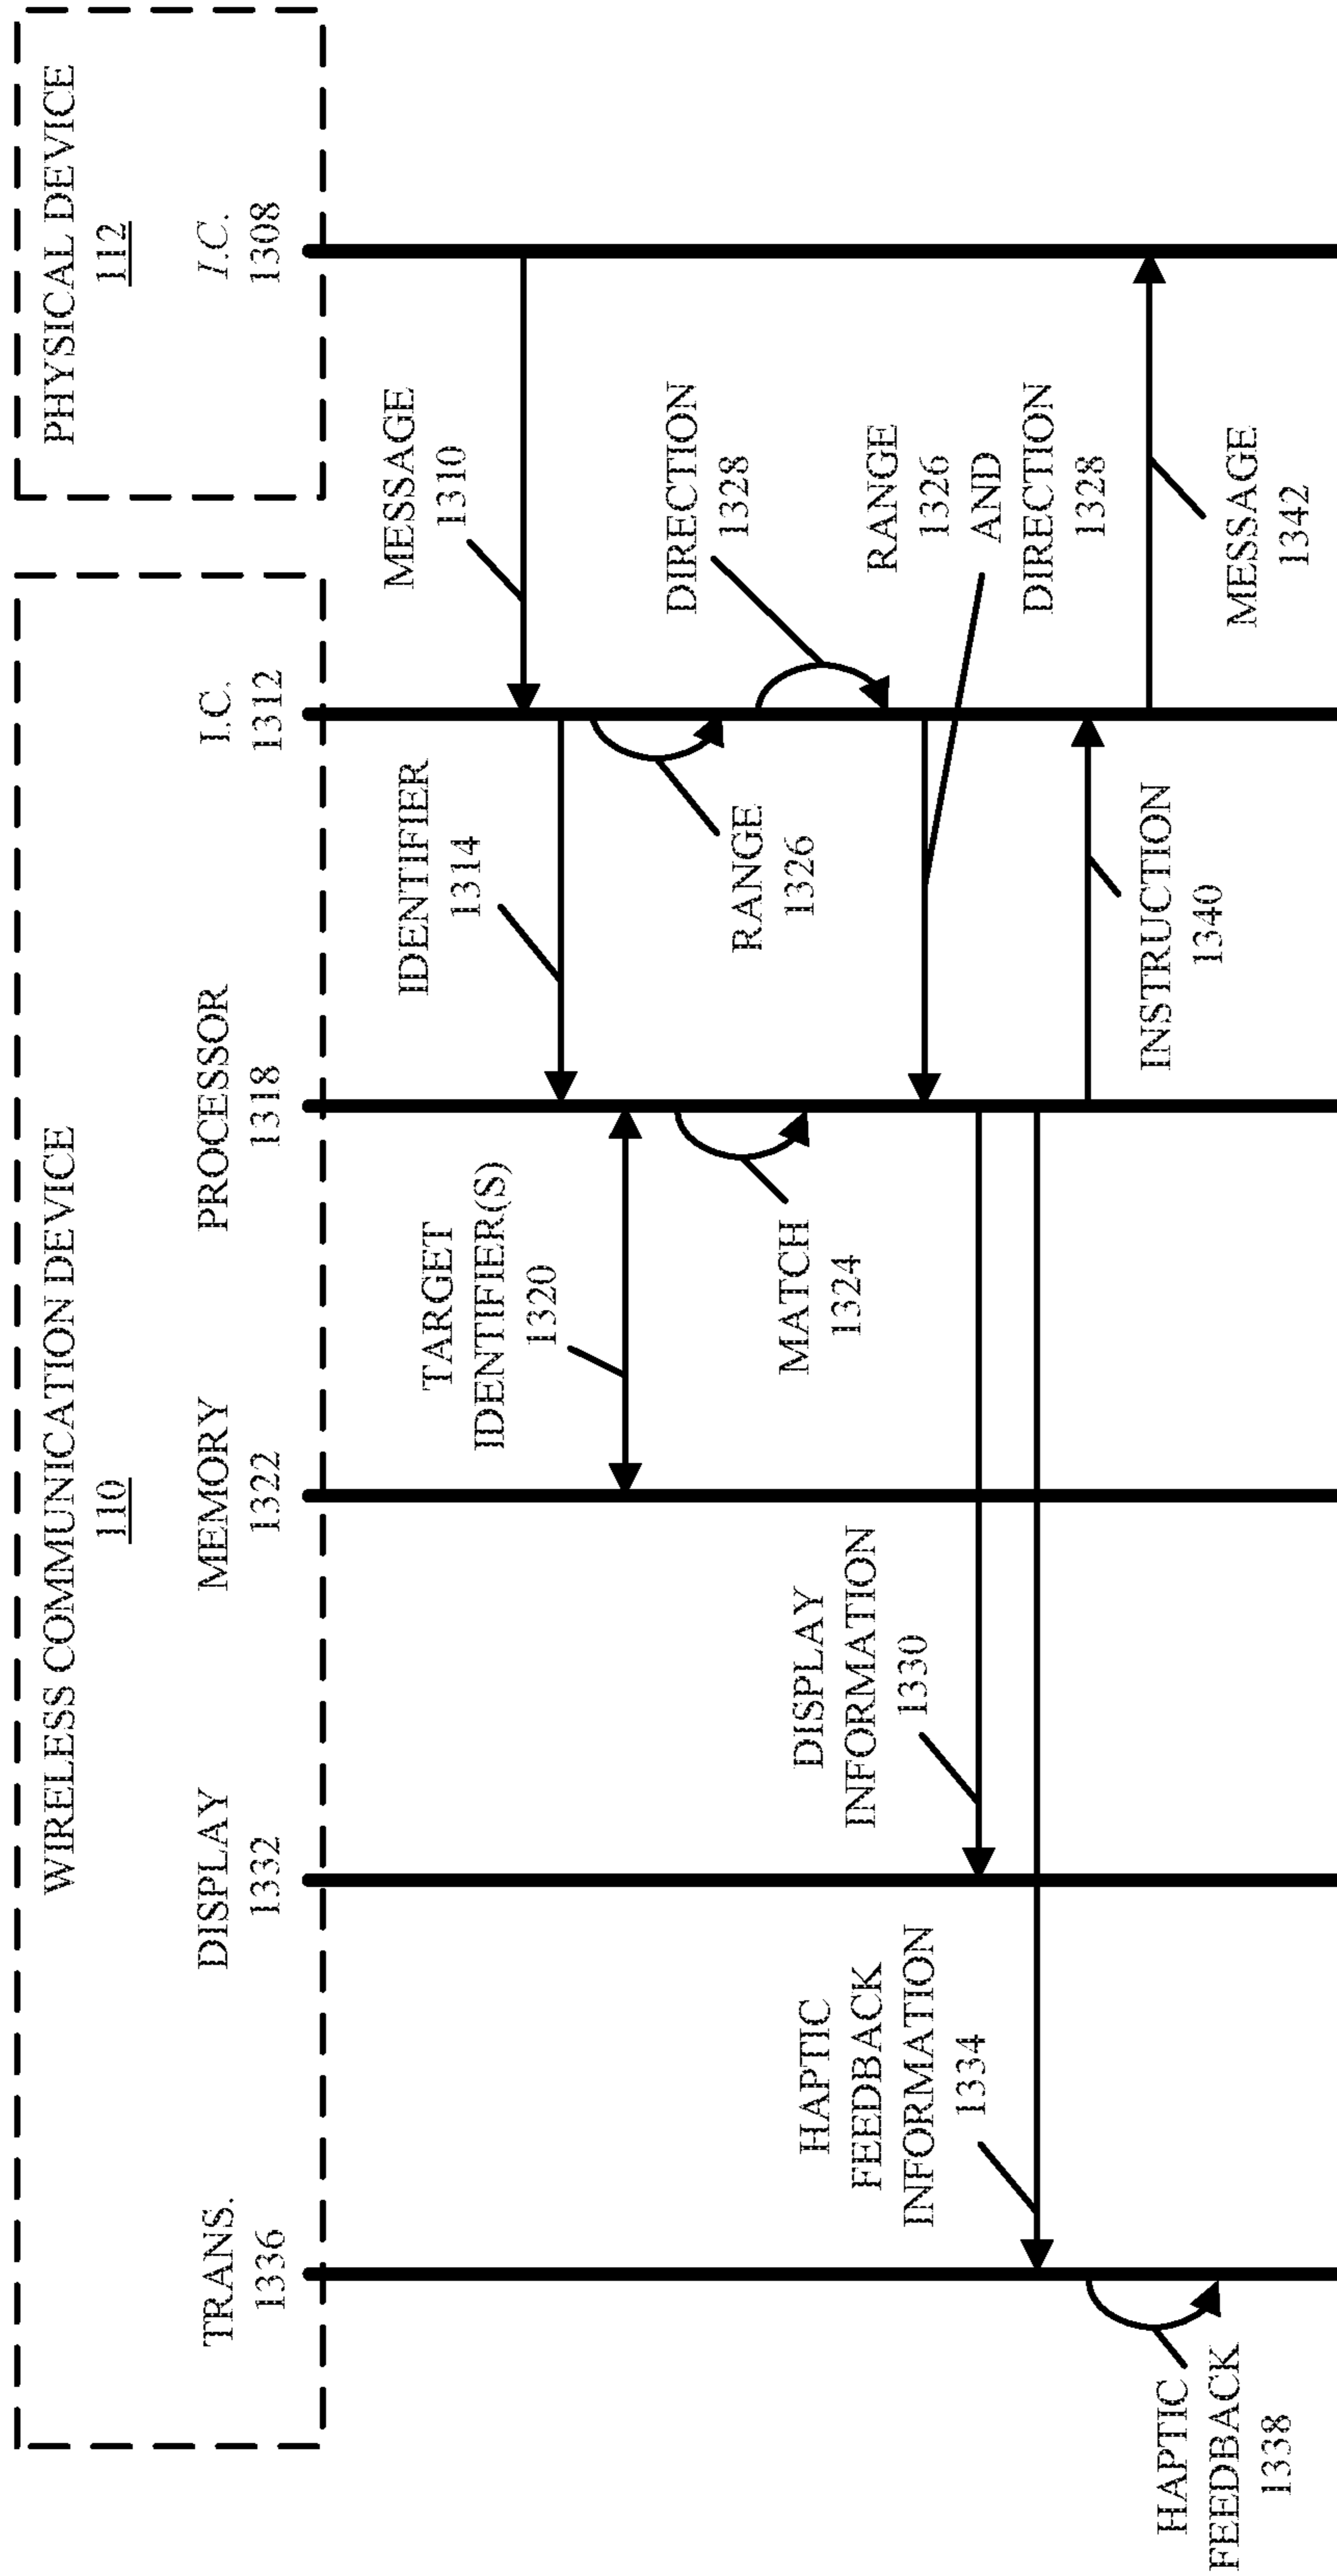 WIRELESS COMMUNICATION DEVICE
110
PHYSICAL DEVICE
112
TRANS.
1336
DISPLAY
1332
MEMORY
1322
PROCESSOR
1318
I.C.
1312
I.C.
1308
MESSAGE
1310
IDENTIFIER
1314
TARGET
IDENTIFIER(S)
1320
MATCH
1324
RANGE
1326
DIRECTION
1328
RANGE
1326
AND
DIRECTION
1328
DISPLAY
INFORMATION
1330
HAPTIC
FEEDBACK
INFORMATION
1334
HAPTIC
FEEDBACK
1338
INSTRUCTION
1340
MESSAGE
1342